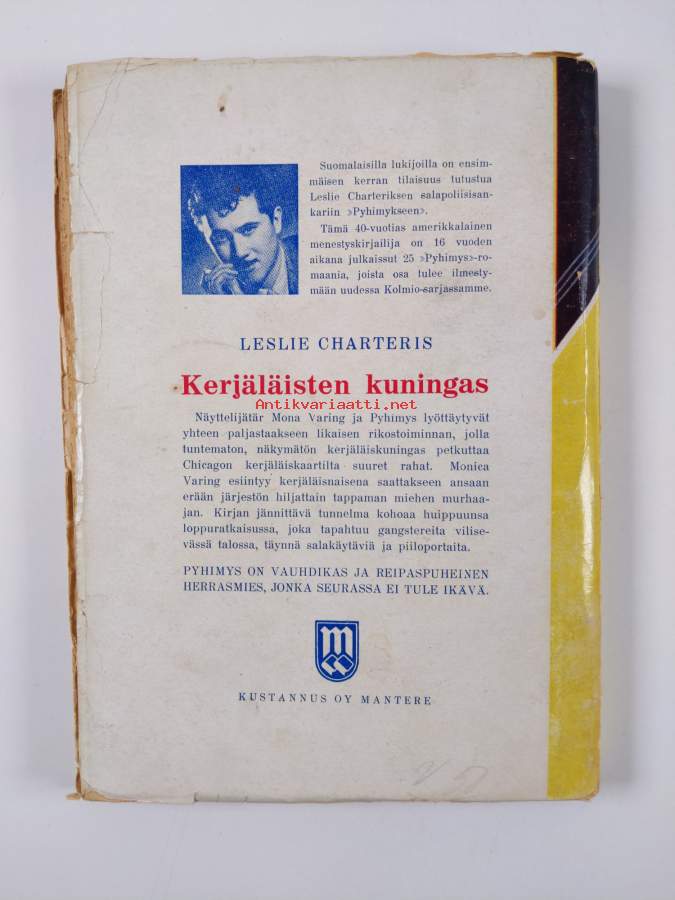 Suomalaisilla lukijoilla on ensim-
mäisen kerran tilaisuus tutustua
Leslie Charteriksen salapoliisisan-
kariin »Pyhimykseen».
Tämä 40-vuotias amerikkalainen
menestyskirjailija on 16 vuoden
aikana julkaissut 25 »Pyhimys»-ro-
maania, joista osa tulee ilmesty-
mään uudessa Kolmio-sarjassamme.
LESLIE CHARTERIS
Kerjäläisten kuningas
Antikvariaatti.net
Näyttelijätär Mona Varing ja Pyhimys lyöttäytyvät
yhteen paljastaakseen likaisen rikostoiminnan, jolla
tuntematon, näkymätön kerjäläiskuningas petkuttaa
Chicagon kerjäläiskaartilta suuret rahat. Monica
Varing esiintyy kerjäläisnaisena saattakseen ansaan
erään järjestön hiljattain tappaman miehen murhaa-
jan. Kirjan jännittävä tunnelma kohoaa huippuunsa
loppuratkaisussa, joka tapahtuu gangstereita vilise-
vässä talossa, täynnä salakäytäviä ja piiloportaita.
PYHIMYS ON VAUHDIKAS JA REIPASPUHEINEN
HERRASMIES, JONKA SEURASSA EI TULE IKÄVÄ.
KUSTANNUS OY MANTERE